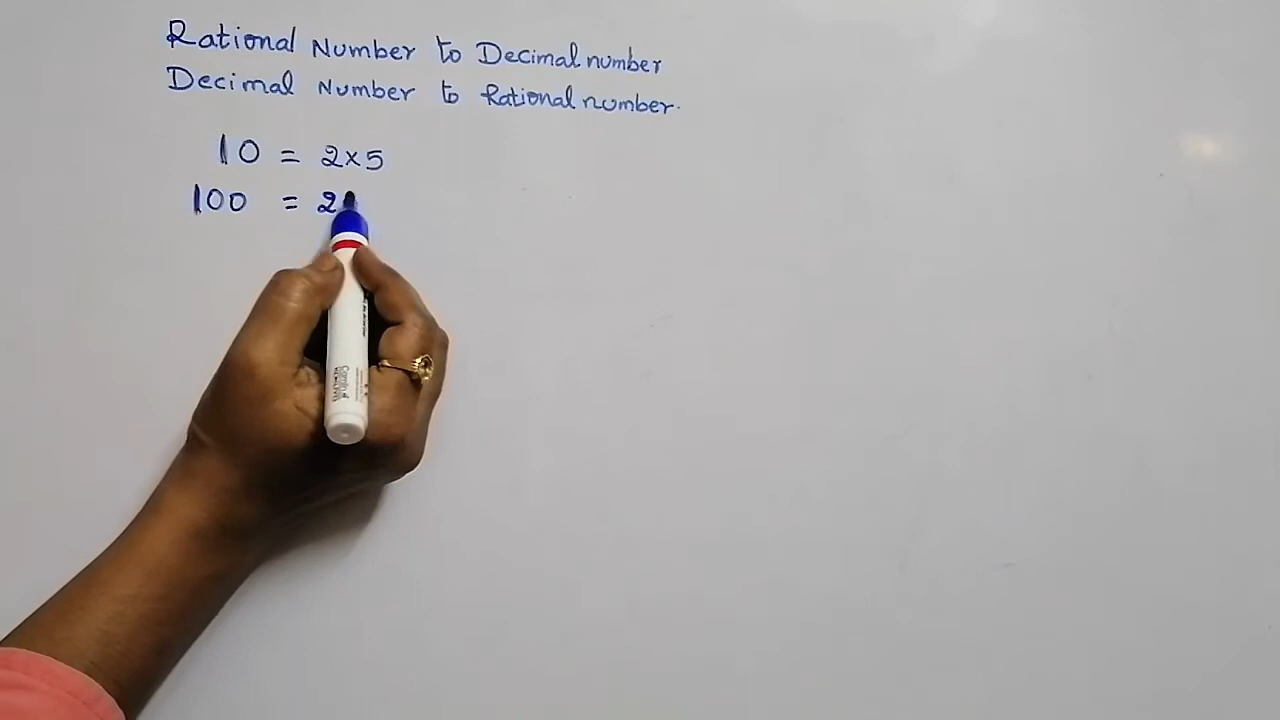 Rational Number to Decimal number
Decimal Number to Rational number.
10 = 2×5
100 = 2